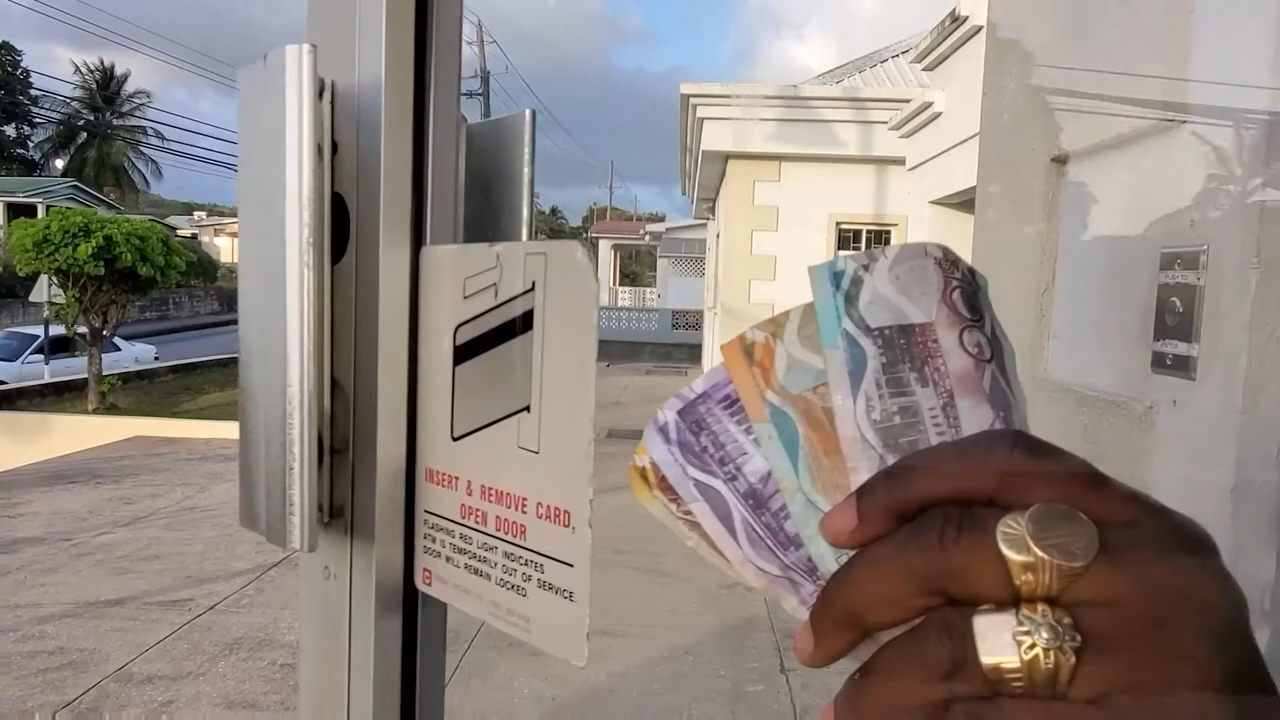 INSERT & REMOVE CARD,
OPEN DOOR
FLASHING RED LIGHT INDICATES
ATM IS TEMPORARILY OUT OF SERVICE.
DOOR WILL REMAIN LOCKED.
PUSH TO
ENTER